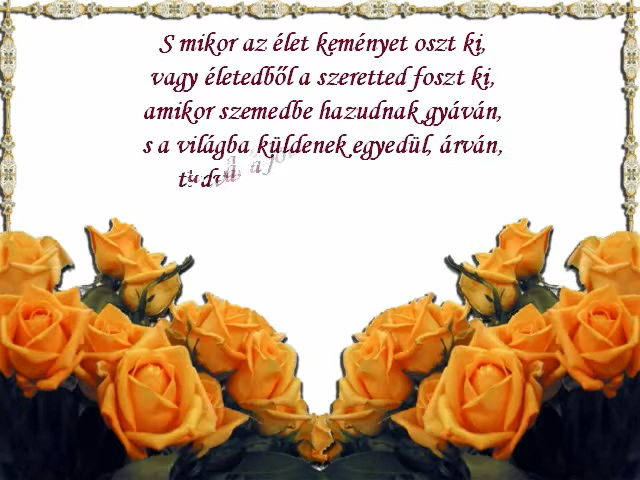 S mikor az élet keményet oszt ki,
vagy életedből a szeretted foszt ki,
amikor szemedbe hazudnak gyáván,
s a világba küldenek egyedül, árván,